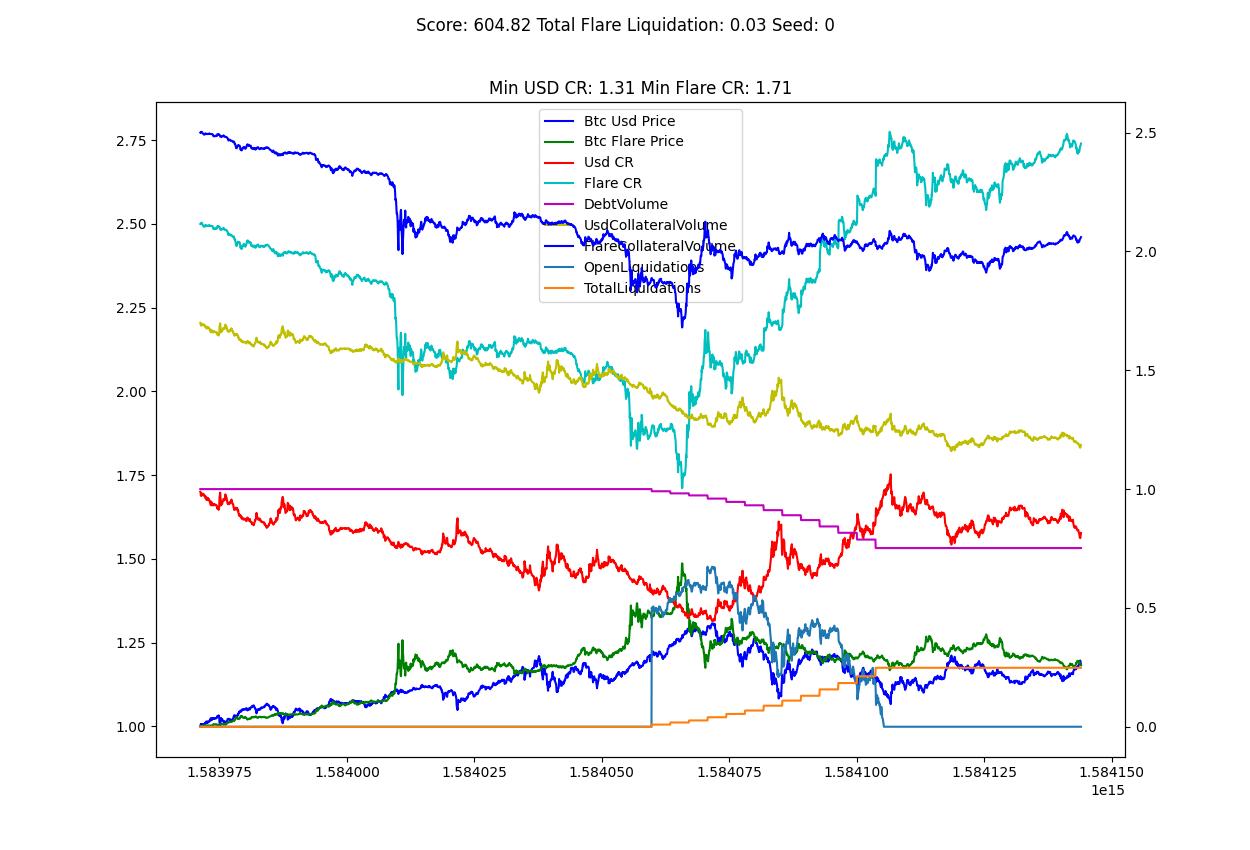 Score: 604.82 Total Flare Liquidation: 0.03 Seed: 0
Min USD CR: 1.31 Min Flare CR: 1.71
Btc Usd Price
Btc Flare Price
Usd CR
Flare CR
DebtVolume
UsdCollateralVolume
FlareCollateralVolume
OpenLiquidations
TotalLiquidations
2.75
2.50
2.25
2.00
1.75
1.50
1.25
1.00
2.5
2.0
1.5
1.0
0.5
0.0
1.583975
1.584000
1.584025
1.584050
1.584075
1.584100
1.584125
1.584150
1e15